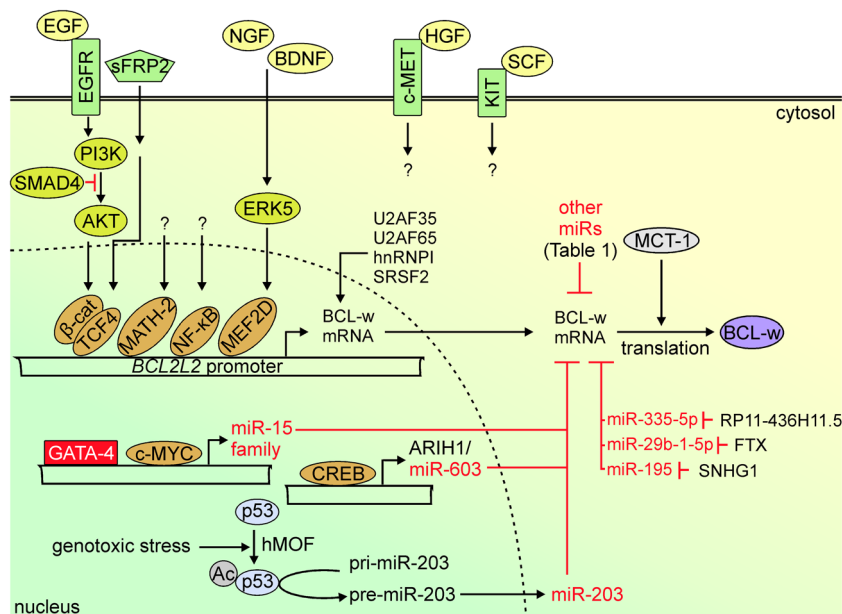 EGF
EGFR
sFRP2
NGF
BDNF
HGF
c-MET
SCF
KIT
cytosol
PI3K
SMAD4
AKT
ERK5
?
?
?
?
U2AF35
U2AF65
hnRNPI
SRSF2
other
miRs
(Table 1)
MCT-1
β-cat
TCF4
MATH-2
NF-κB
MEF2D
BCL-w
mRNA
BCL-w
mRNA
translation
BCL-w
BCL2L2 promoter
miR-335-5p
RP11-436H11.5
miR-29b-1-5p
FTX
miR-195
SNHG1
GATA-4
c-MYC
miR-15
family
CREB
ARIH1/
miR-603
p53
genotoxic stress
hMOF
Ac
p53
pri-miR-203
pre-miR-203
miR-203
nucleus